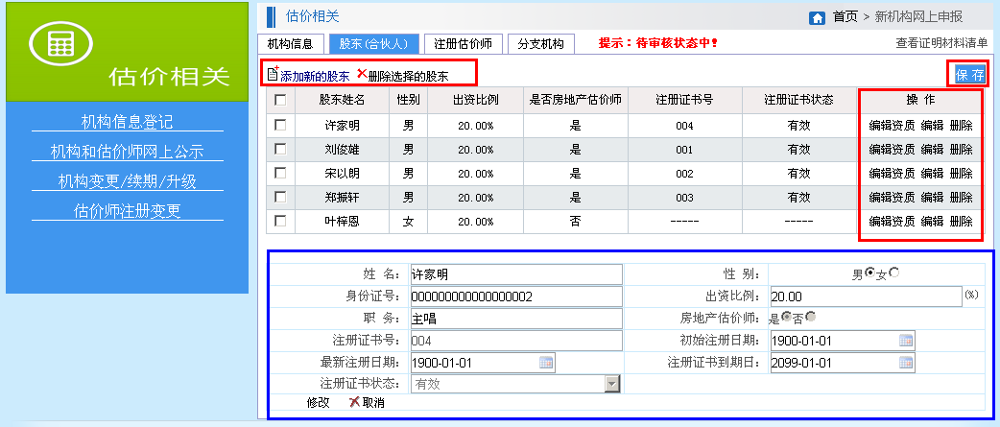 估价相关
机构信息登记
机构和估价师网上公示
机构变更/续期/升级
估价师注册变更
估价相关 首页 > 新机构网上申报
机构信息 股东(合伙人) 注册估价师 分支机构 提示：待审核状态中! 查看证明材料清单
添加新的股东 删除选择的股东 保存
股东姓名 性别 出资比例 是否房地产估价师 注册证书号 注册证书状态 操 作
许家明 男 20.00% 是 004 有效 编辑资质 编辑 删除
刘俊雄 男 20.00% 是 001 有效 编辑资质 编辑 删除
宋以朗 男 20.00% 是 002 有效 编辑资质 编辑 删除
郑振轩 男 20.00% 是 003 有效 编辑资质 编辑 删除
叶梓恩 女 20.00% 否 ----- ----- 编辑资质 编辑 删除
姓 名： 许家明 性 别： 男 女
身份证号： 000000000000000002 出资比例： 20.00 (%)
职 务： 主唱 房地产估价师： 是 否
注册证书号： 004 初始注册日期： 1900-01-01
最新注册日期： 1900-01-01 注册证书到期日： 2099-01-01
注册证书状态： 有效
修改 取消